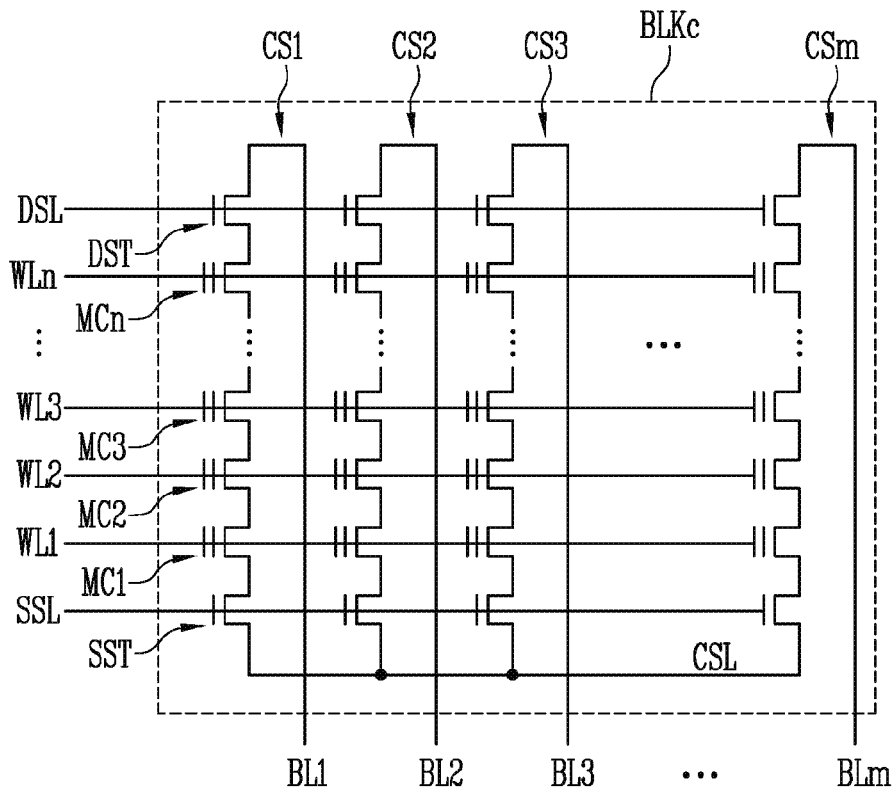 BLKc
CS1 CS2 CS3 CSm
DSL
DST
WLn
MCn
⋮ ⋮ ⋮ ⋮ ... ⋮
WL3
MC3
WL2
MC2
WL1
MC1
SSL
SST
CSL
BL1 BL2 BL3 ... BLm